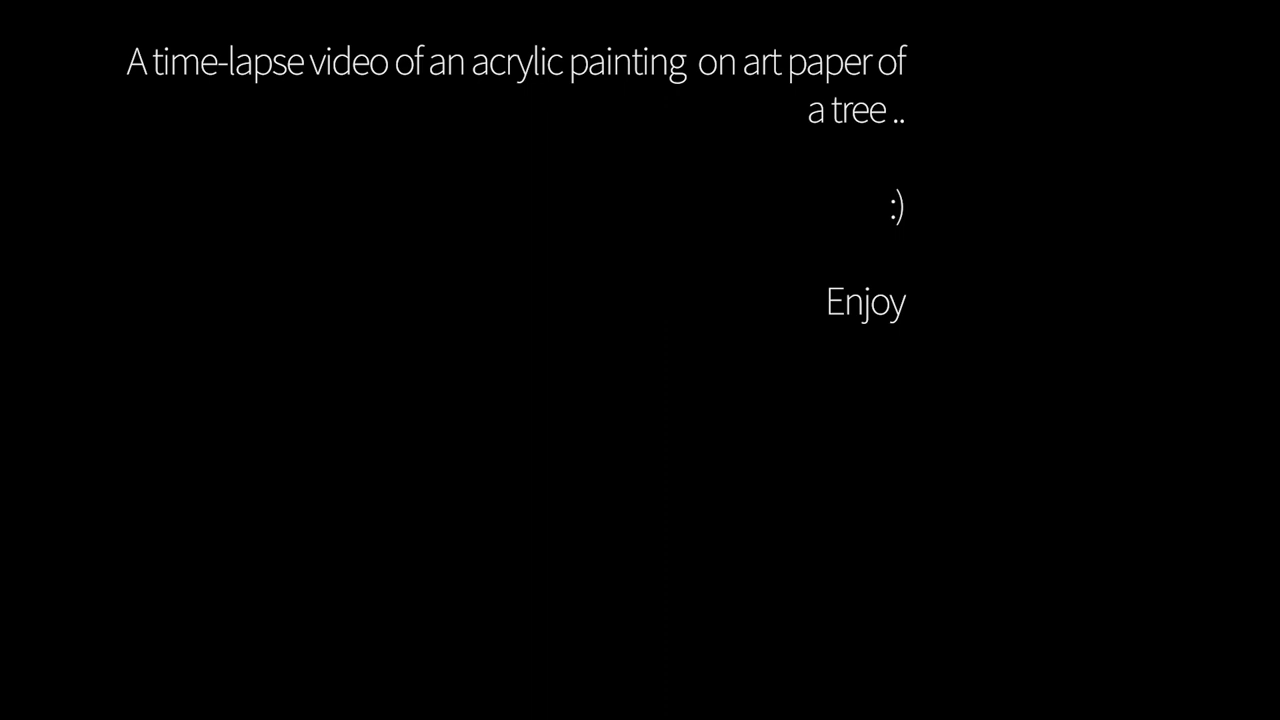 A time-lapse video of an acrylic painting  on art paper of
a tree ..
:)
Enjoy